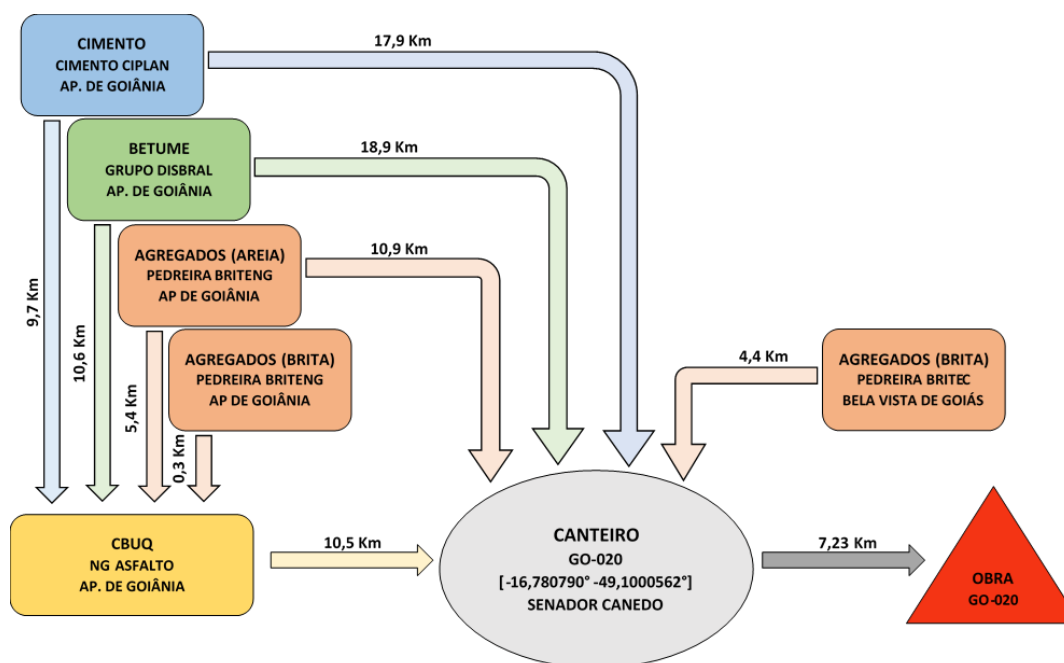 CIMENTO
CIMENTO CIPLAN
AP. DE GOIÂNIA
17,9 Km
BETUME
GRUPO DISBRAL
AP. DE GOIÂNIA
18,9 Km
AGREGADOS (AREIA)
PEDREIRA BRITENG
AP DE GOIÂNIA
10,9 Km
AGREGADOS (BRITA)
PEDREIRA BRITENG
AP DE GOIÂNIA
4,4 Km
AGREGADOS (BRITA)
PEDREIRA BRITEC
BELA VISTA DE GOIÁS
9,7 Km
10,6 Km
5,4 Km
0,3 Km
CBUQ
NG ASFALTO
AP. DE GOIÂNIA
10,5 Km
CANTEIRO
GO-020
[-16,780790° -49,1000562°]
SENADOR CANEDO
7,23 Km
OBRA
GO-020